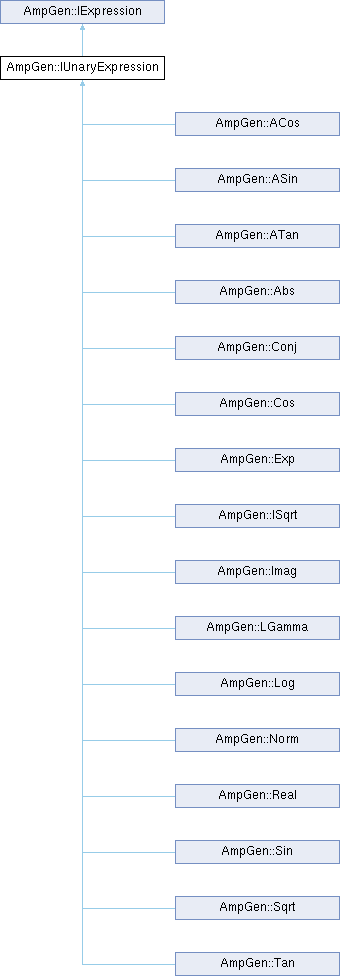 AmpGen::IExpression
AmpGen::IUnaryExpression
AmpGen::ACos
AmpGen::ASin
AmpGen::ATan
AmpGen::Abs
AmpGen::Conj
AmpGen::Cos
AmpGen::Exp
AmpGen::ISqrt
AmpGen::Imag
AmpGen::LGamma
AmpGen::Log
AmpGen::Norm
AmpGen::Real
AmpGen::Sin
AmpGen::Sqrt
AmpGen::Tan